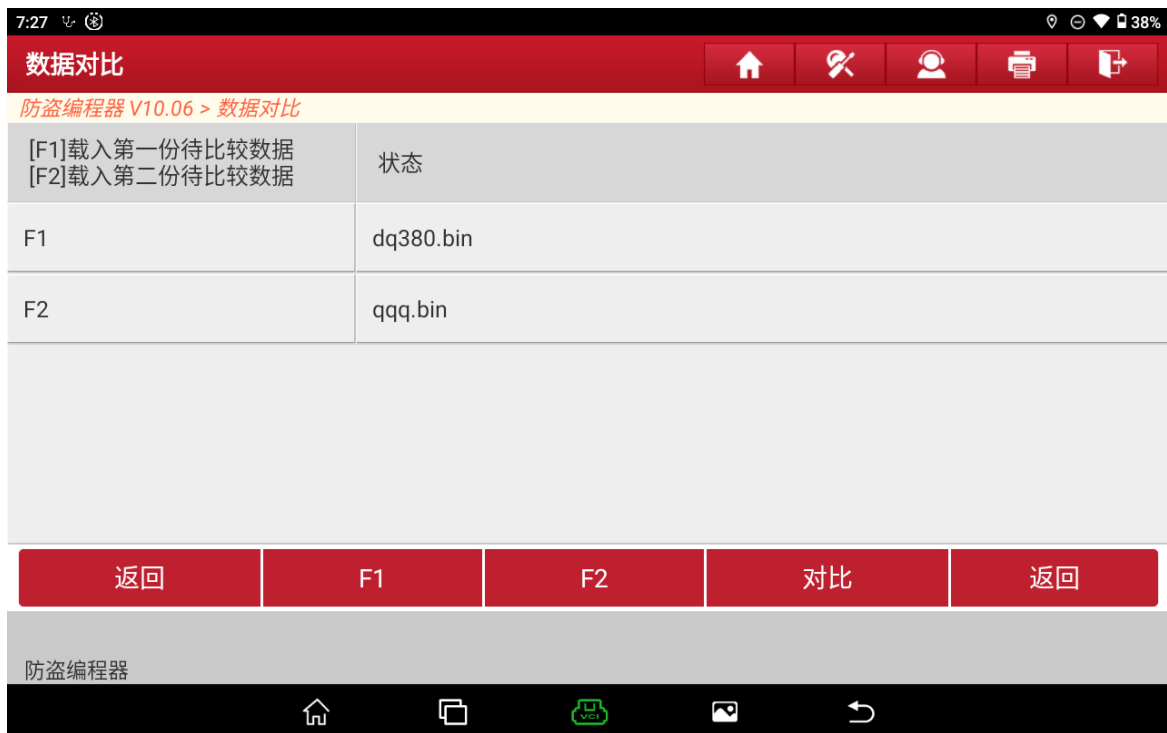 7:27
38%
数据对比
防盗编程器 V10.06 > 数据对比
[F1]载入第一份待比较数据
[F2]载入第二份待比较数据
状态
F1
dq380.bin
F2
qqq.bin
返回
F1
F2
对比
返回
防盗编程器
VCI